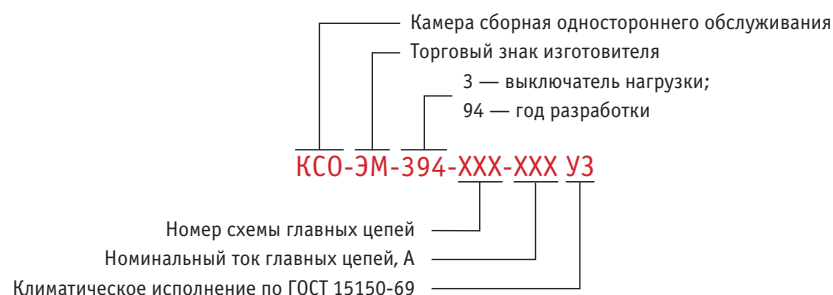 Камера сборная одностороннего обслуживания
Торговый знак изготовителя
3 — выключатель нагрузки;
94 — год разработки
КСО-ЭМ-394-ХХХ-ХХХ У3
Номер схемы главных цепей
Номинальный ток главных цепей, А
Климатическое исполнение по ГОСТ 15150-69